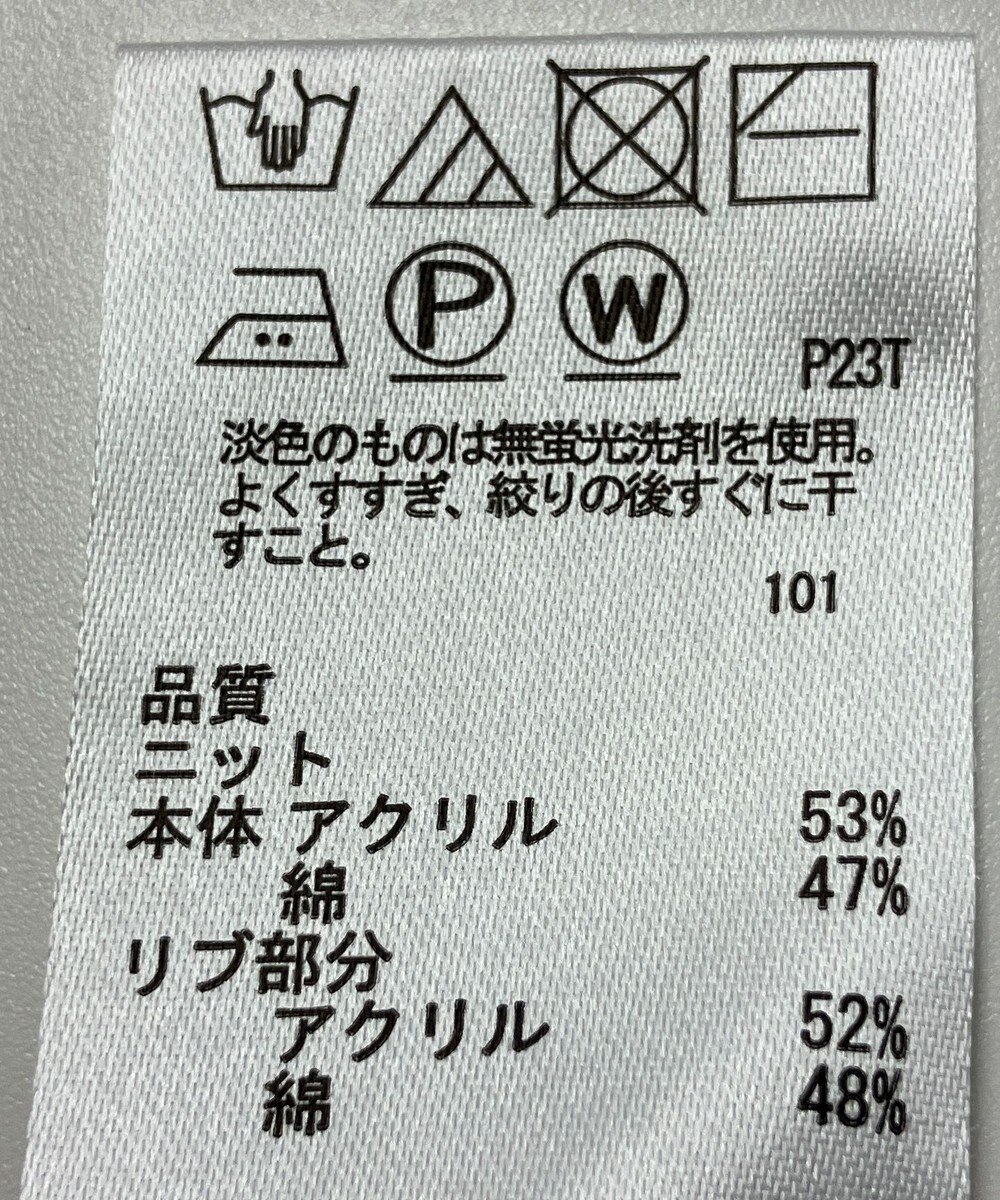 P W
P23T
淡色のものは無蛍光洗剤を使用。
よくすすぎ、絞りの後すぐに干
すこと。
101
品質
ニット
本体 アクリル 53%
綿 47%
リブ部分
アクリル 52%
綿 48%